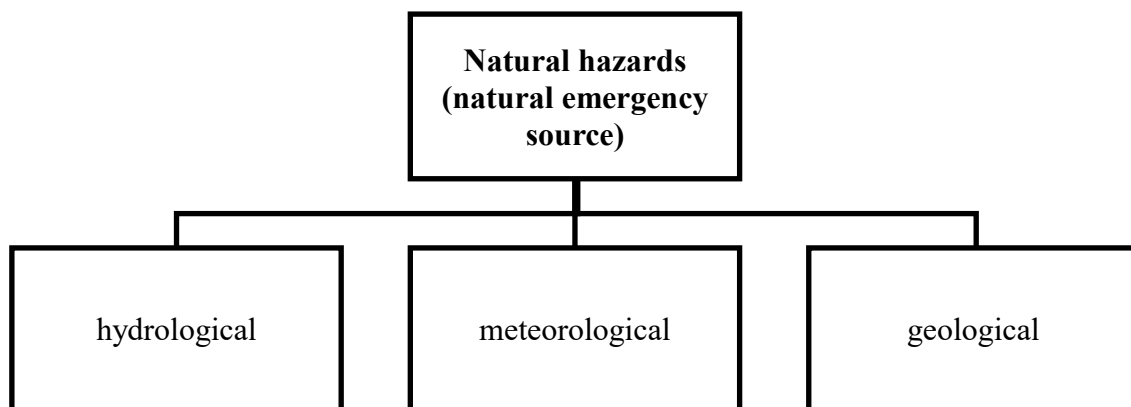 Natural hazards
(natural emergency
source)
hydrological
meteorological
geological